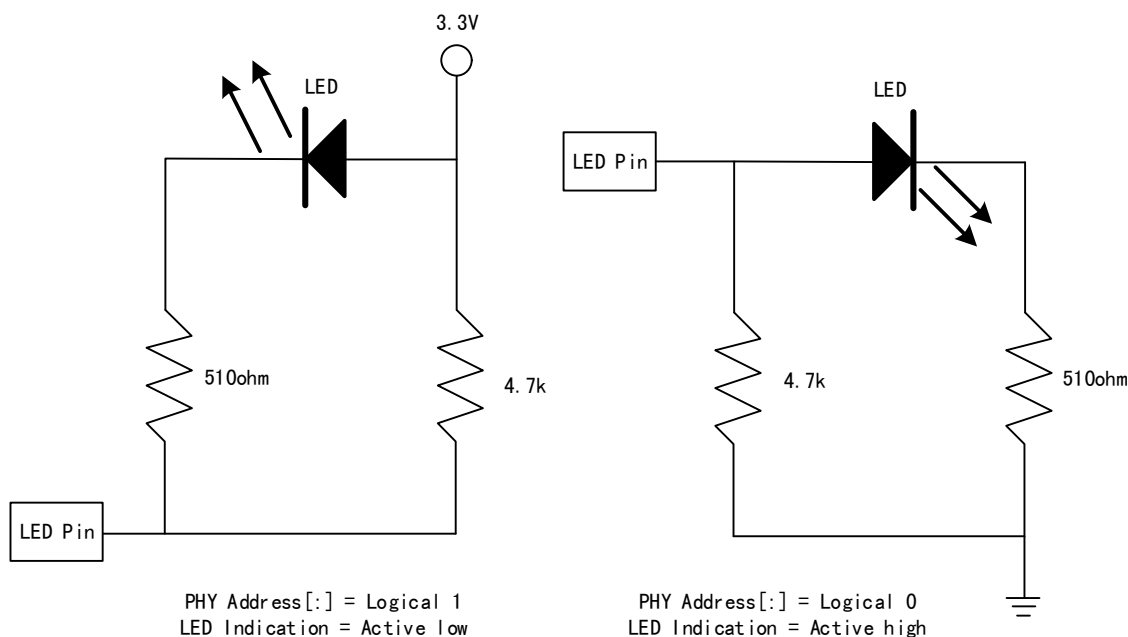 3.3V
LED
510ohm
4.7k
LED Pin
PHY Address[:] = Logical 1
LED Indication = Active low
LED
LED Pin
4.7k
510ohm
PHY Address[:] = Logical 0
LED Indication = Active high